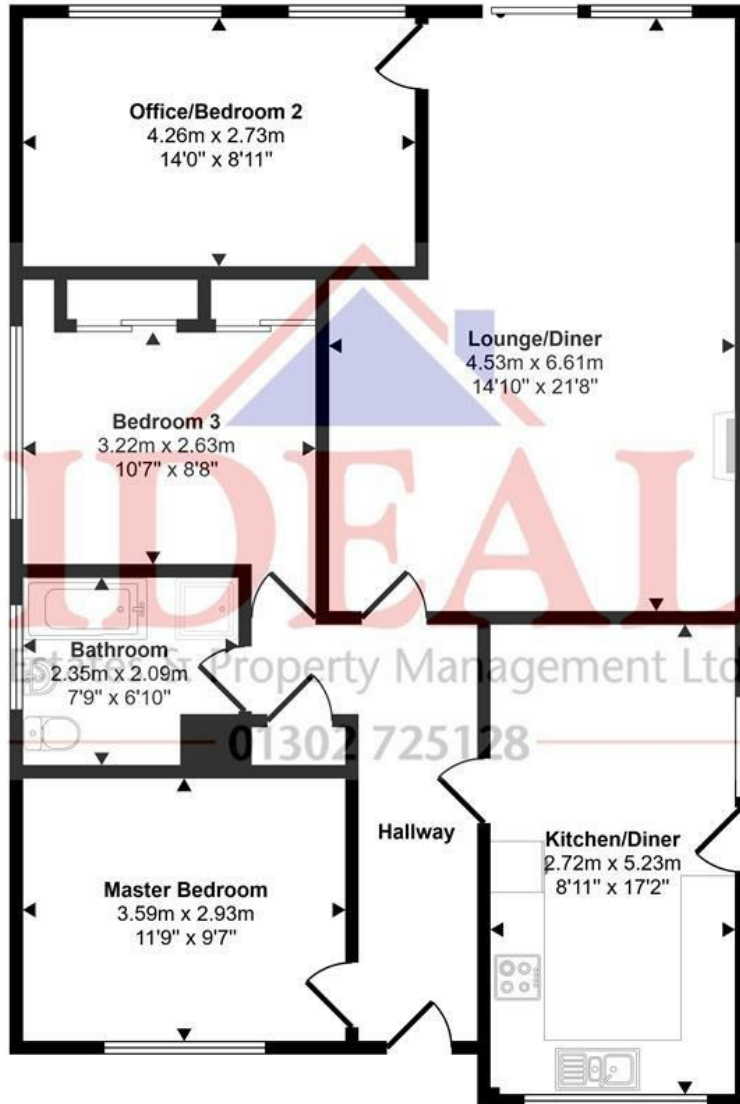 Office/Bedroom 2
4.26m x 2.73m
14'0" x 8'11"
Lounge/Diner
4.53m x 6.61m
14'10" x 21'8"
Bedroom 3
3.22m x 2.63m
10'7" x 8'8"
IDEAL
Estates & Property Management Ltd
01302 725128
Bathroom
2.35m x 2.09m
7'9" x 6'10"
Hallway
Kitchen/Diner
2.72m x 5.23m
8'11" x 17'2"
Master Bedroom
3.59m x 2.93m
11'9" x 9'7"